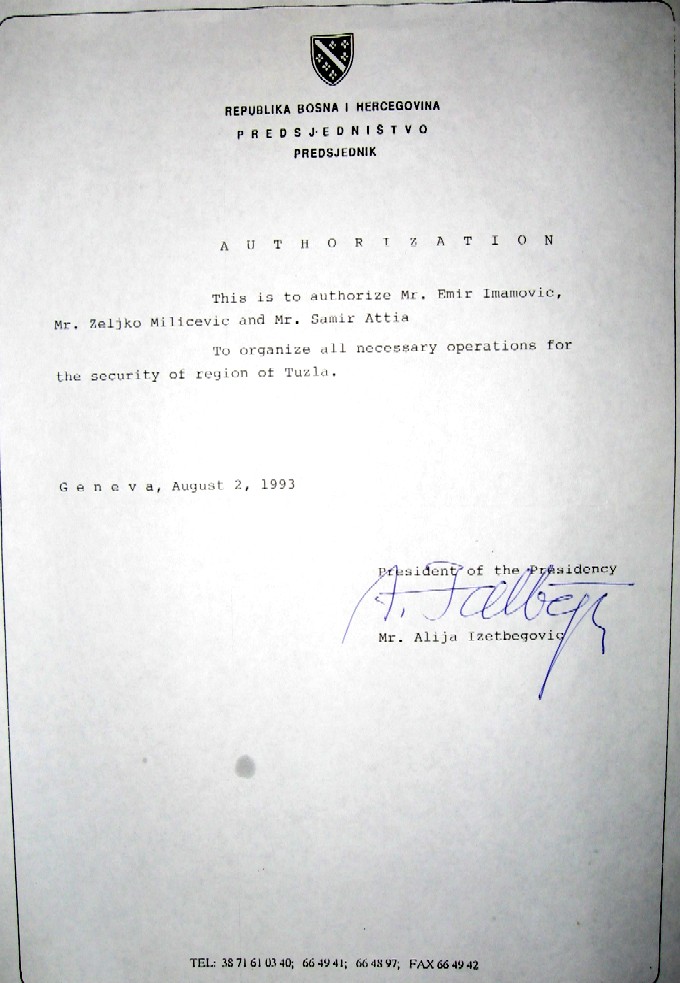 REPUBLIKA BOSNA I HERCEGOVINA
PREDSJEDNIŠTVO
PREDSJEDNIK
A U T H O R I Z A T I O N
This is to authorize Mr. Emir Imamovic,
Mr. Zeljko Milicevic and Mr. Samir Attia
To organize all necessary operations for
the security of region of Tuzla.
G e n e v a, August 2, 1993
President of the Presidency
Mr. Alija Izetbegovic
TEL: 38 71 61 03 40; 66 49 41; 66 48 97; FAX 66 49 42